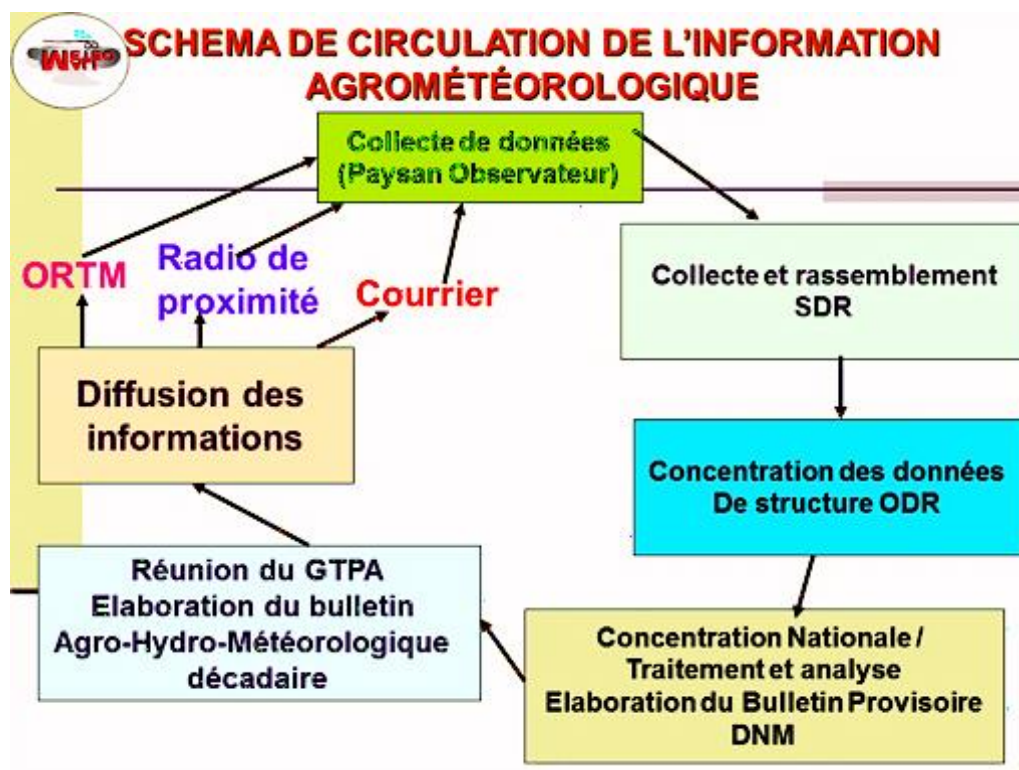 SCHEMA DE CIRCULATION DE L'INFORMATION
AGROMÉTÉOROLOGIQUE
Collecte de données
(Paysan Observateur)
ORTM
Radio de
proximité
Courrier
Collecte et rassemblement
SDR
Diffusion des
informations
Concentration des données
De structure ODR
Réunion du GTPA
Elaboration du bulletin
Agro-Hydro-Météorologique
décadaire
Concentration Nationale /
Traitement et analyse
Elaboration du Bulletin Provisoire
DNM